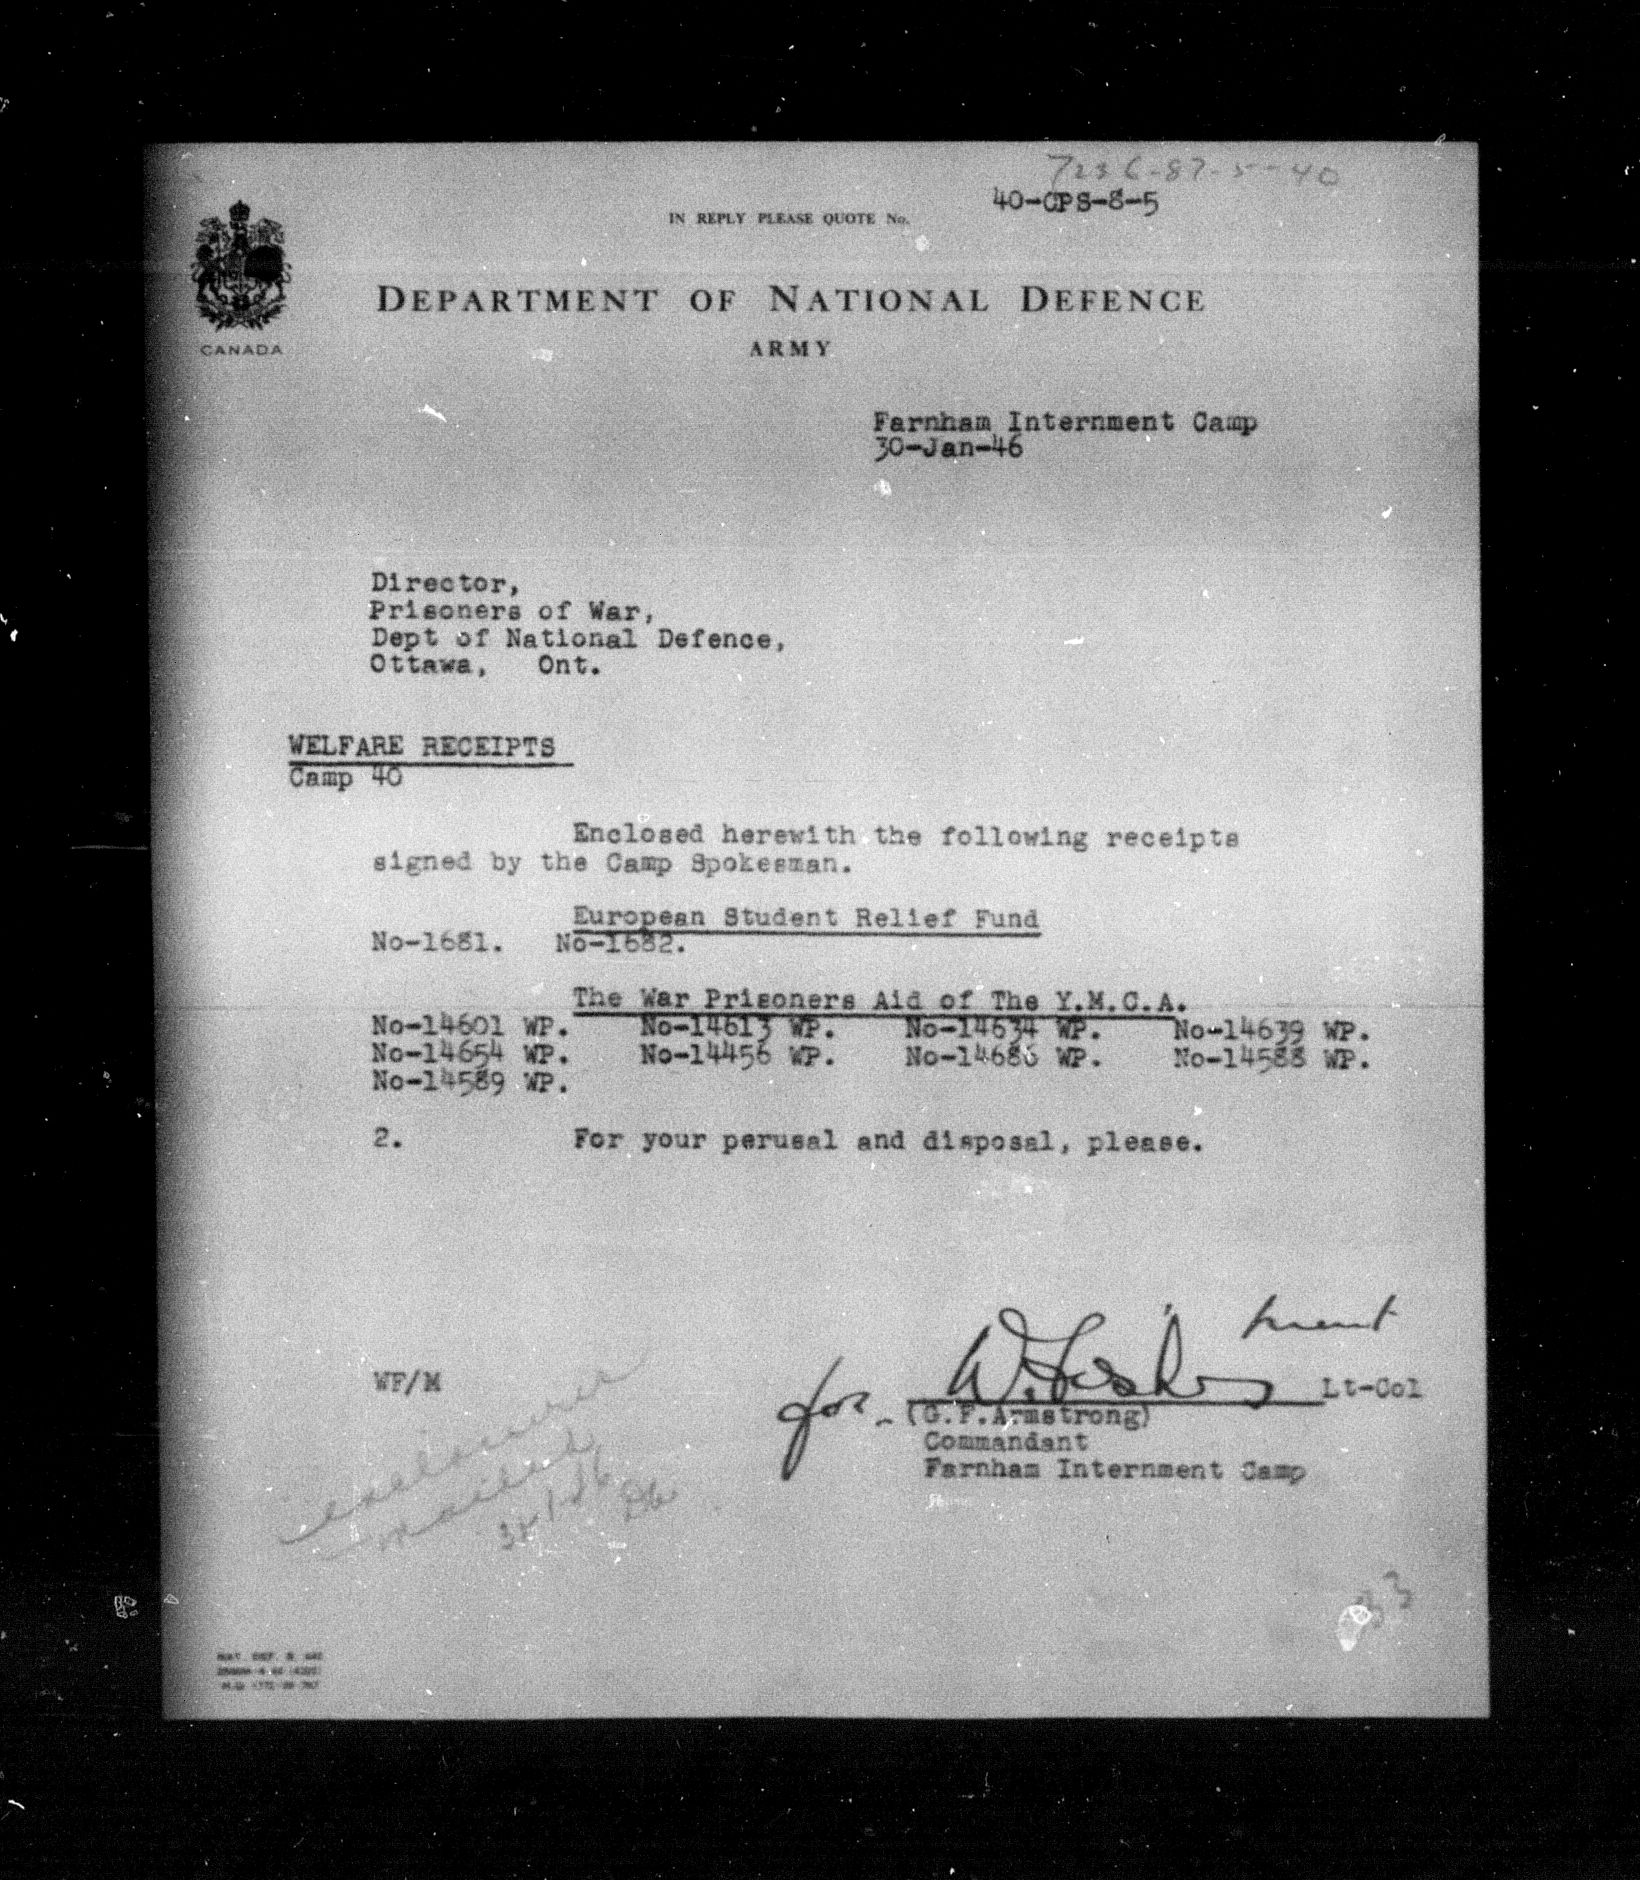 7236-87-5-40
40-CPS-8-5
IN REPLY PLEASE QUOTE No.
DEPARTMENT OF NATIONAL DEFENCE
CANADA
ARMY
Farnham Internment Camp
30-Jan-46
Director,
Prisoners of War,
Dept of National Defence,
Ottawa, Ont.
WELFARE RECEIPTS
Camp 40
Enclosed herewith the following receipts
signed by the Camp Spokesman.
European Student Relief Fund
No-1681. No-1682.
The War Prisoners Aid of The Y.M.C.A.
No-14601 WP. No-14613 WP. No-14634 WP. No-14639 WP.
No-14654 WP. No-14456 WP. No-14686 WP. No-14588 WP.
No-14589 WP.
2. For your perusal and disposal, please.
WF/M
for. Lt-Col
(G.F.Armstrong)
Commandant
Farnham Internment Camp
mailed
33